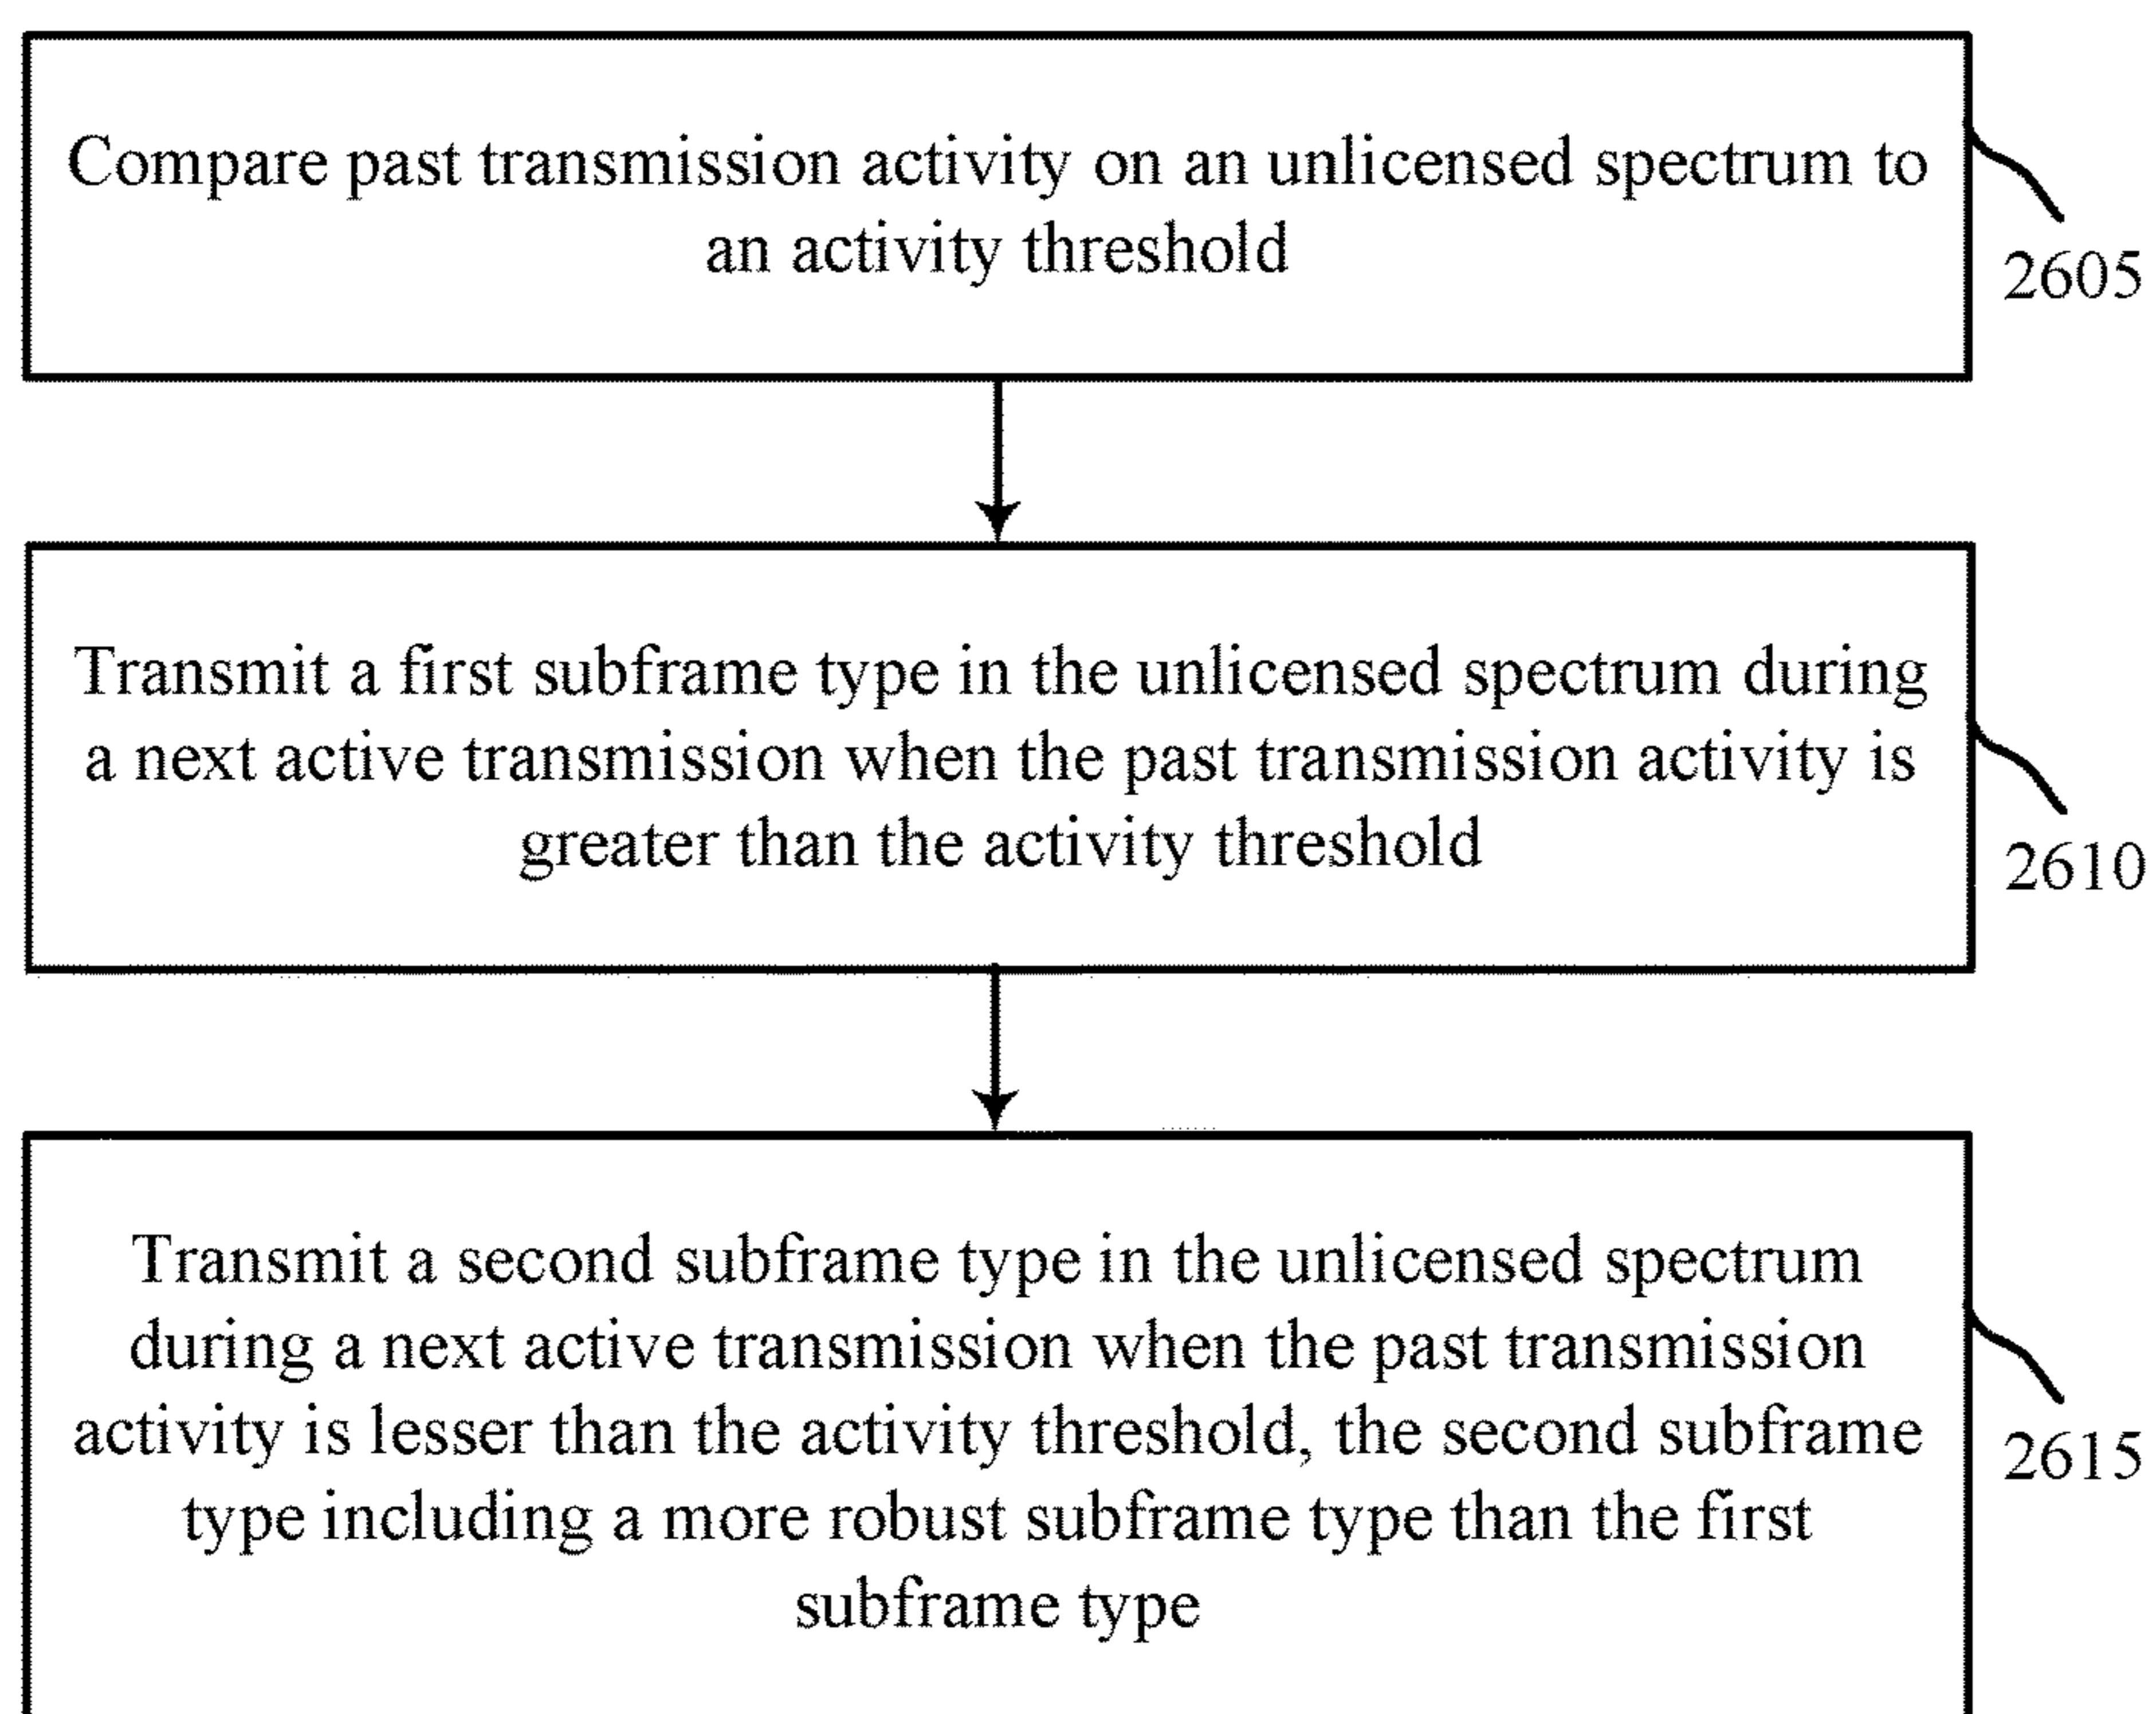 Compare past transmission activity on an unlicensed spectrum to
an activity threshold
2605
Transmit a first subframe type in the unlicensed spectrum during
a next active transmission when the past transmission activity is
greater than the activity threshold
2610
Transmit a second subframe type in the unlicensed spectrum
during a next active transmission when the past transmission
activity is lesser than the activity threshold, the second subframe
type including a more robust subframe type than the first
subframe type
2615